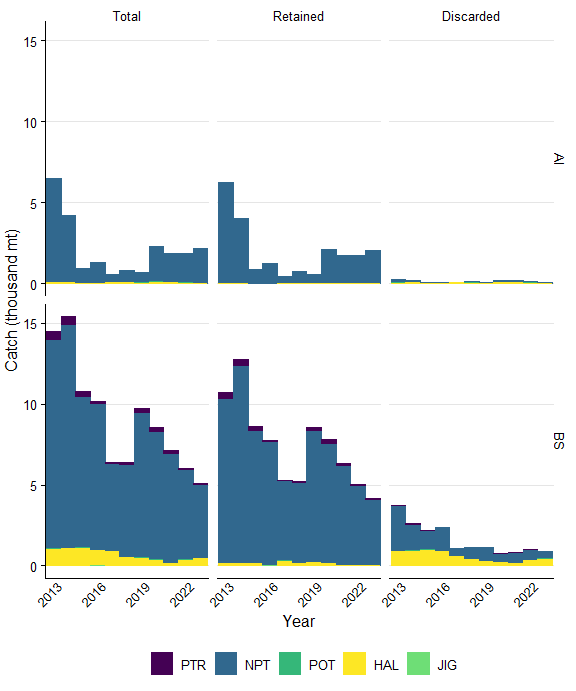 Total Retained Discarded
15
10
5
0
AI
Catch (thousand mt)
15
10
5
0
BS
2013 2016 2019 2022 2013 2016 2019 2022 2013 2016 2019 2022
Year
PTR NPT POT HAL JIG